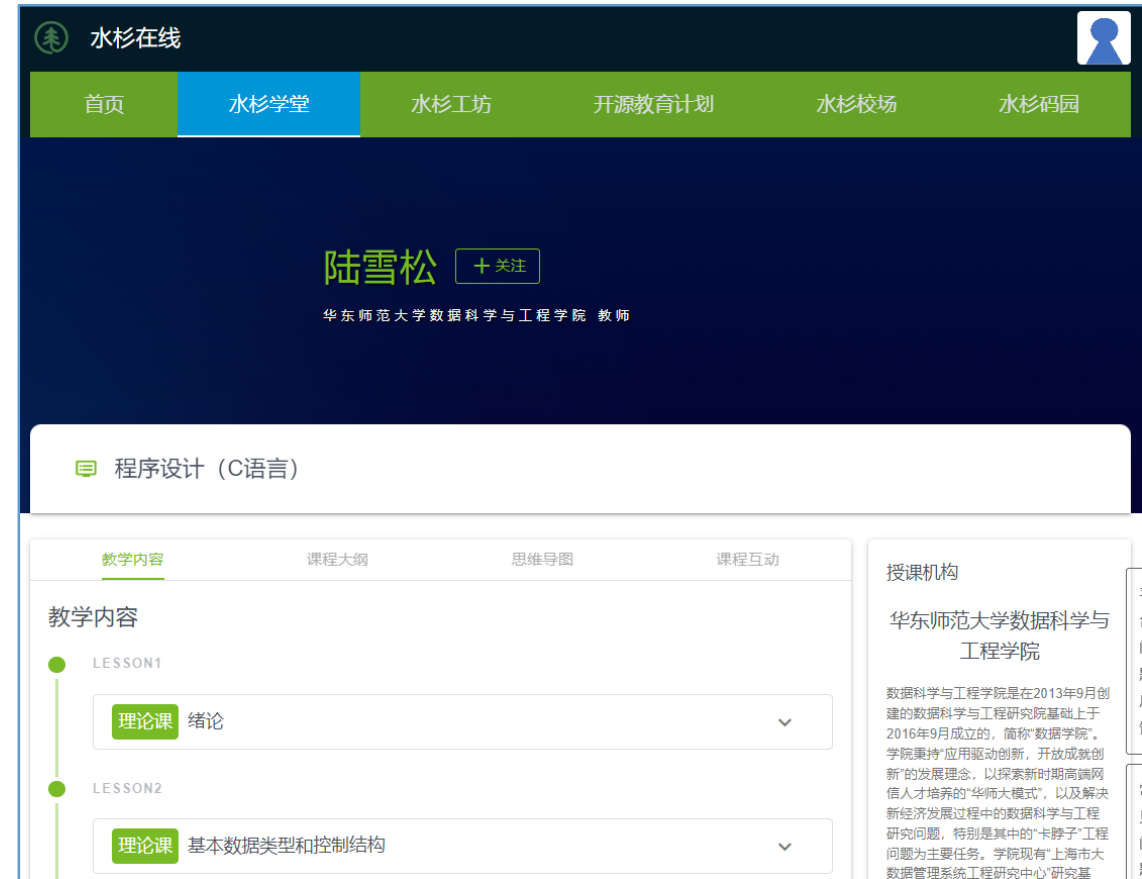 水杉在线
首页 水杉学堂 水杉工坊 开源教育计划 水杉校场 水杉码园
陆雪松 +关注
华东师范大学数据科学与工程学院 教师
程序设计（C语言）
教学内容 课程大纲 思维导图 课程互动
教学内容
LESSON1
理论课 绪论
LESSON2
理论课 基本数据类型和控制结构
授课机构
华东师范大学数据科学与
工程学院
数据科学与工程学院是在2013年9月创
建的数据科学与工程研究院基础上于
2016年9月成立的，简称“数据学院”。
学院秉持“应用驱动创新，开放成就创
新”的发展理念，以探索新时期高端网
信人才培养的“华师大模式”，以及解决
新经济发展过程中的数据科学与工程
研究问题，特别是其中的“卡脖子”工程
问题为主要任务。学院现有“上海市大
数据管理系统工程研究中心”研究基